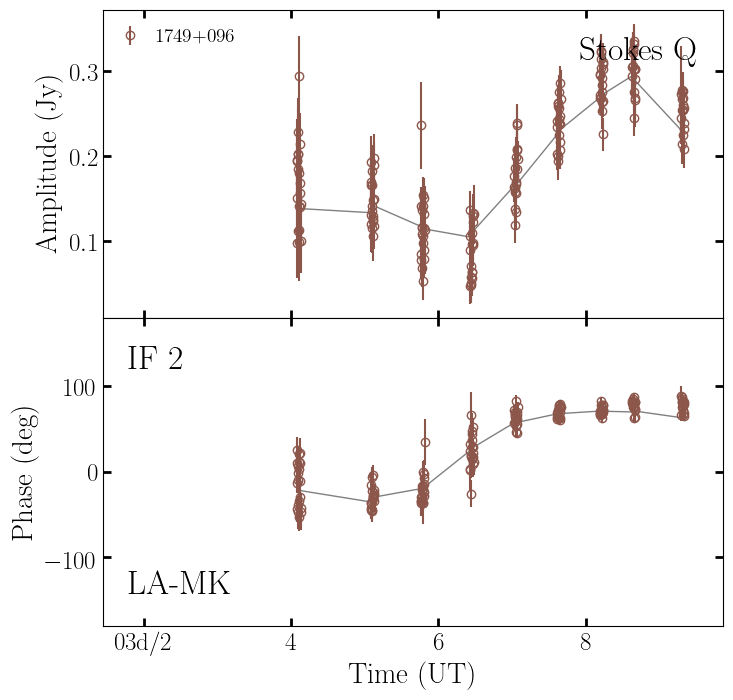 1749+096
Stokes Q
0.3
0.2
0.1
Amplitude (Jy)
IF 2
100
0
−100
Phase (deg)
LA-MK
03d/2 4 6 8
Time (UT)